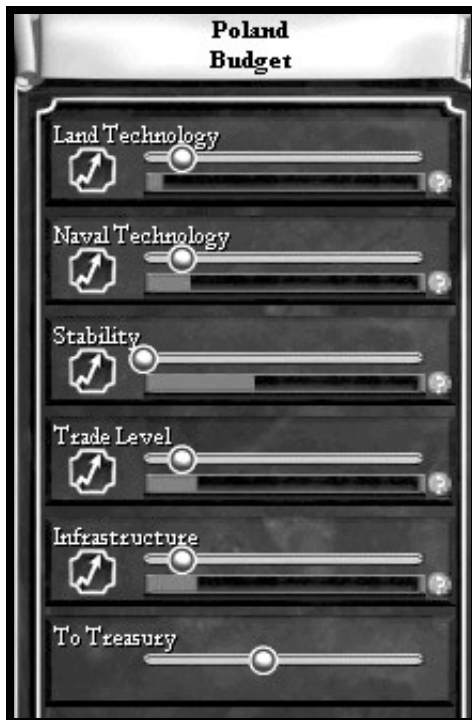 Poland
Budget
Land Technology
?
Naval Technology
?
Stability
?
Trade Level
?
Infrastructure
?
To Treasury